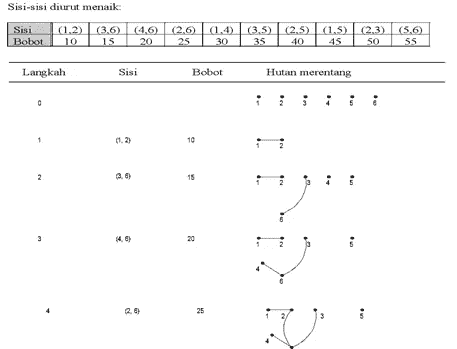 Sisi-sisi diurut menaik:
Sisi (1,2) (3,6) (4,6) (2,6) (1,4) (3,5) (2,5) (1,5) (2,3) (5,6)
Bobot 10 15 20 25 30 35 40 45 50 55
Langkah Sisi Bobot Hutan merentang
0
1 2 3 4 5 6
1 (1, 2) 10
1 2
2 (3, 6) 15
1 2 3 4 5
6
3 (4, 6) 20
1 2 3 5
4
6
4 (2, 6) 25
1 2 3 5
4